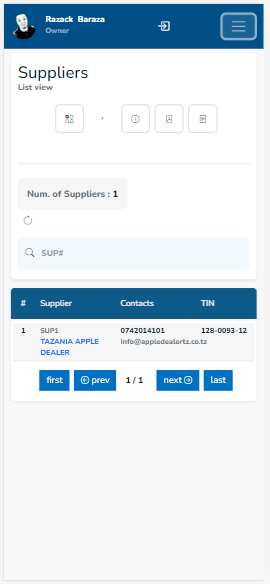 Razack Baraza
Owner
Suppliers
List view
Num. of Suppliers : 1
SUP#
# Supplier Contacts TIN
1 SUP1 0742014101 128-0093-12
TAZANIA APPLE info@appledealertz.co.tz
DEALER
first prev 1 / 1 next last